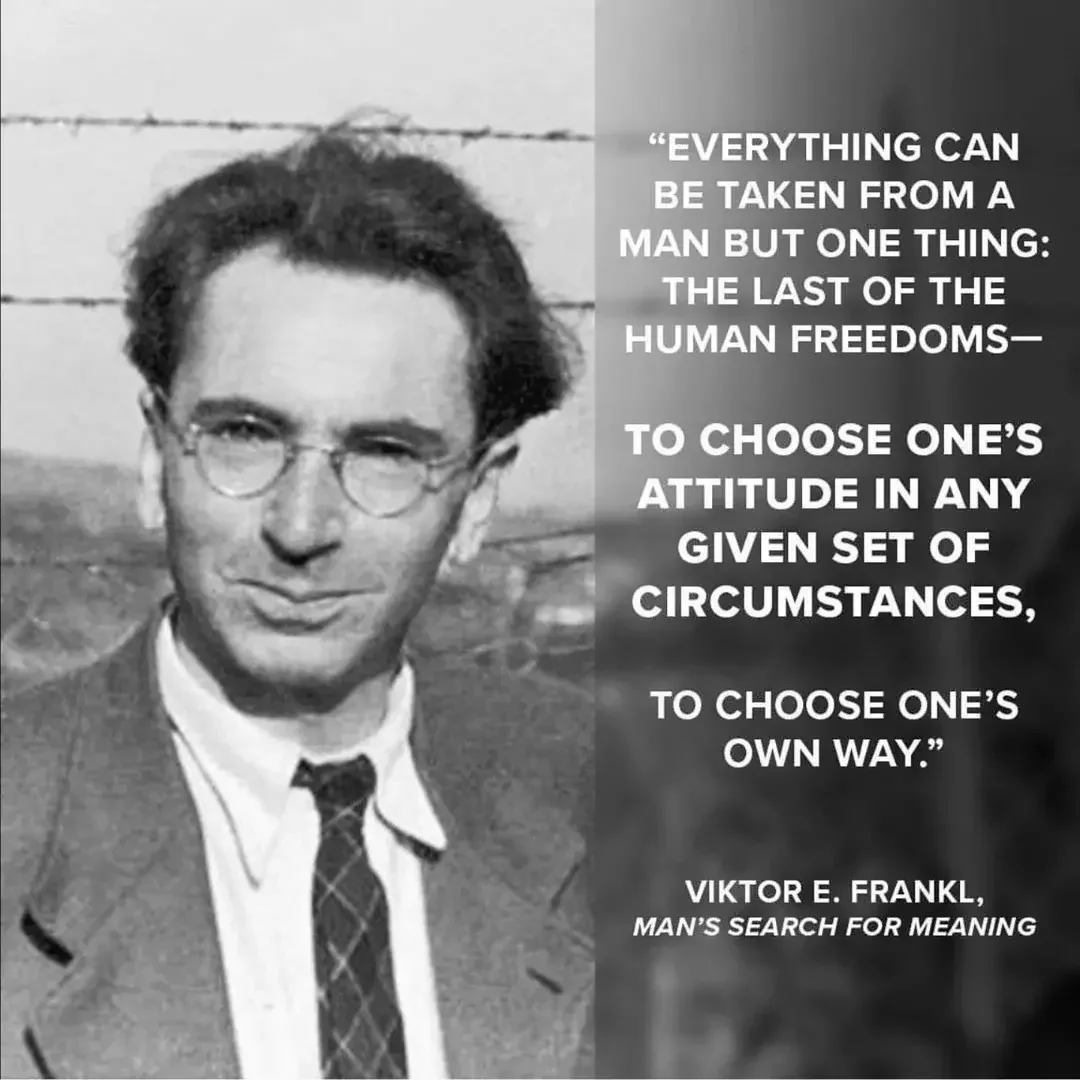 “EVERYTHING CAN
BE TAKEN FROM A
MAN BUT ONE THING:
THE LAST OF THE
HUMAN FREEDOMS—
TO CHOOSE ONE’S
ATTITUDE IN ANY
GIVEN SET OF
CIRCUMSTANCES,
TO CHOOSE ONE’S
OWN WAY.”
VIKTOR E. FRANKL,
MAN’S SEARCH FOR MEANING